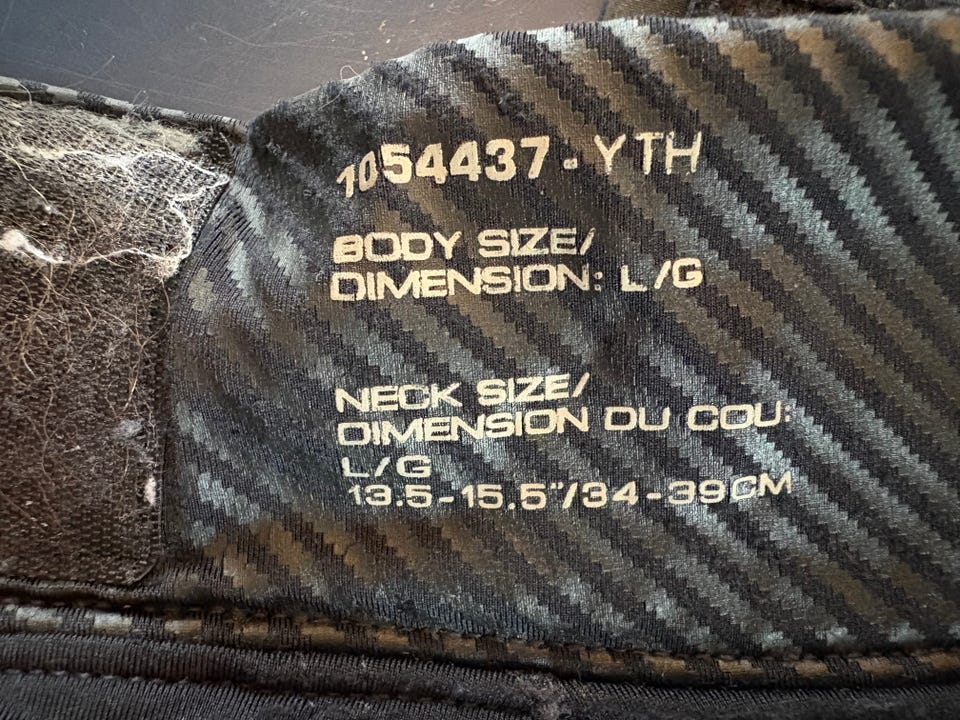 1054437 - YTH
BODY SIZE/
DIMENSION: L/G
NECK SIZE/
DIMENSION DU COU:
L/G
13.5-15.5"/34-39CM